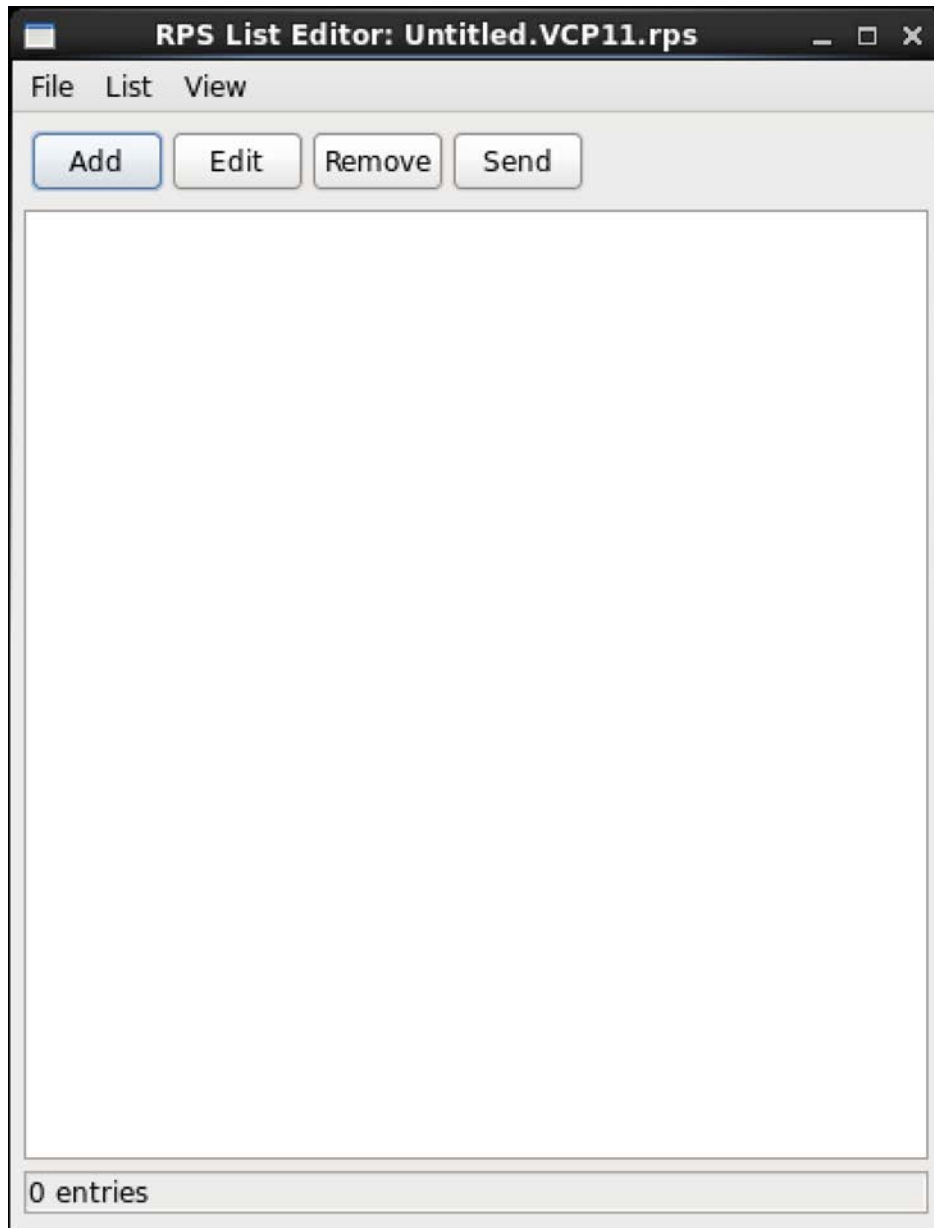 RPS List Editor: Untitled.VCP11.rps
File List View
Add Edit Remove Send
0 entries